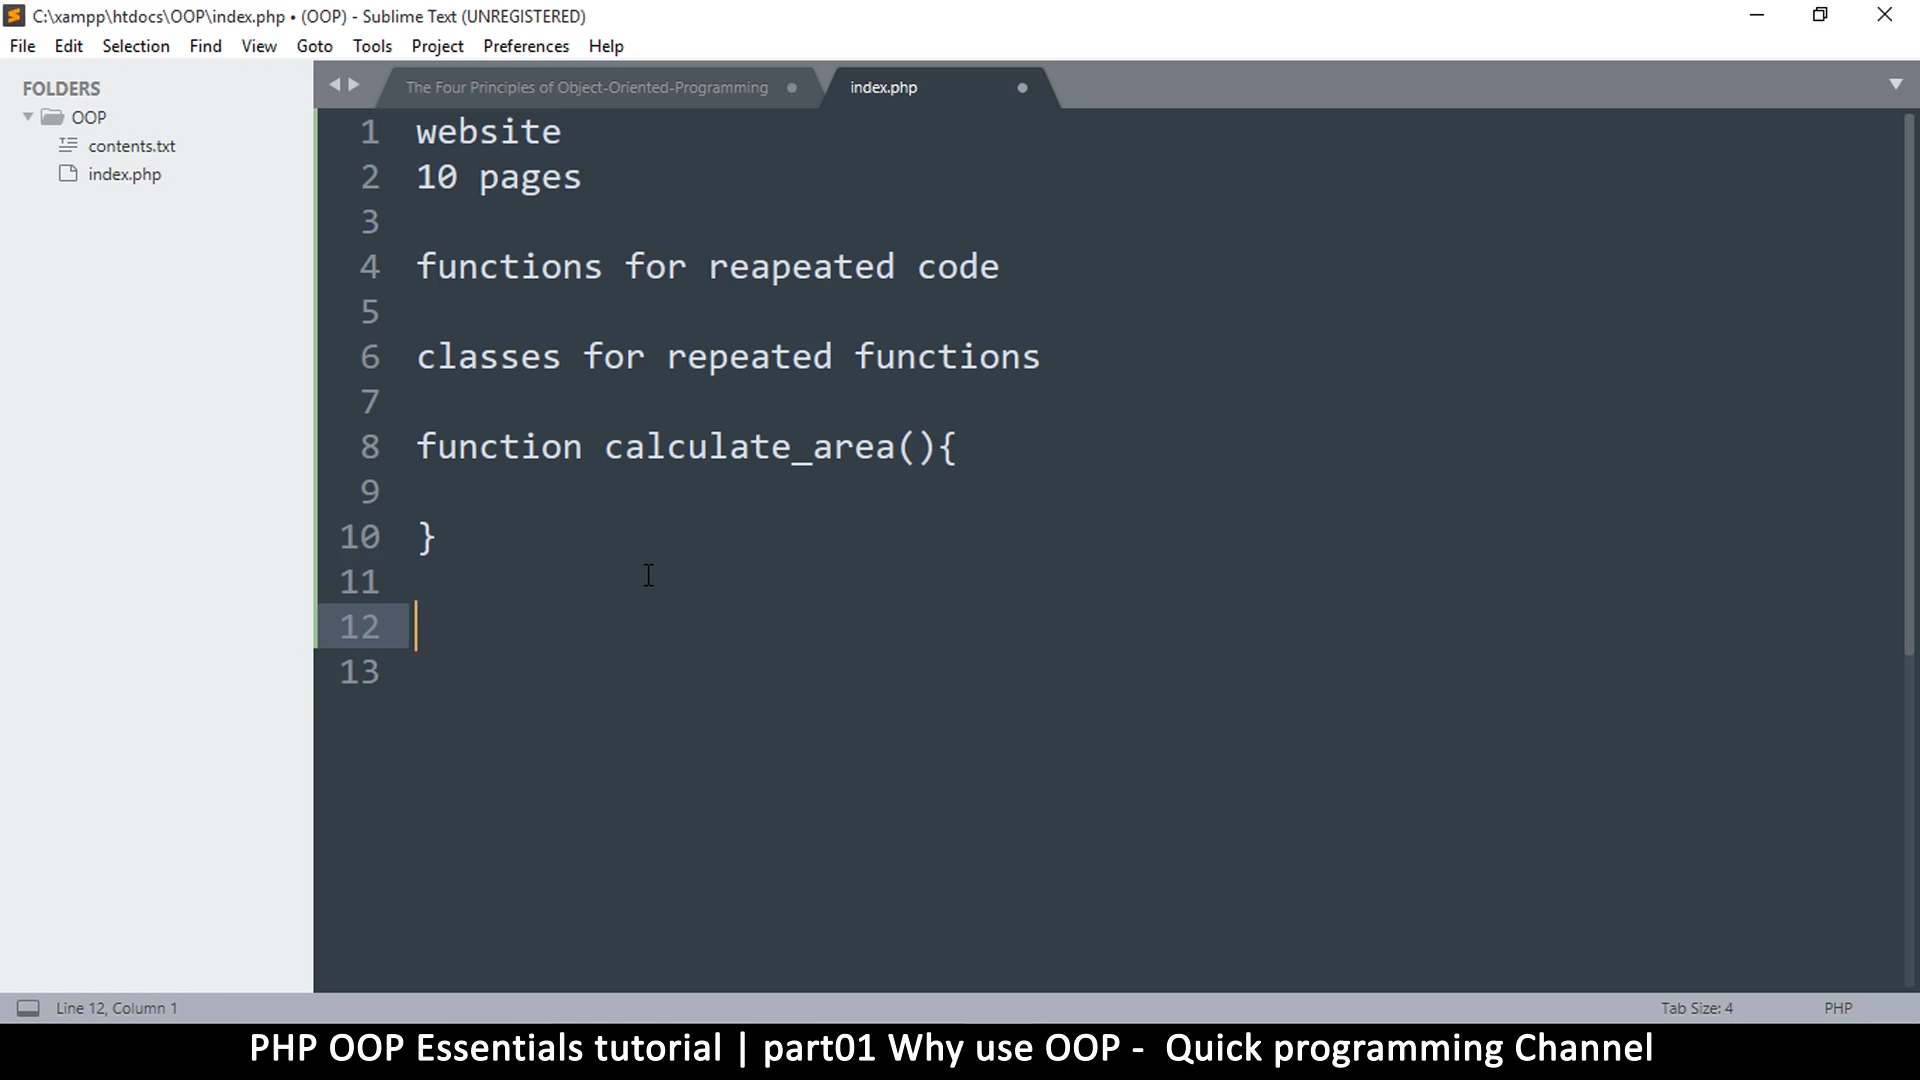 C:\xampp\htdocs\OOP\index.php • (OOP) - Sublime Text (UNREGISTERED)
File Edit Selection Find View Goto Tools Project Preferences Help
FOLDERS
OOP
contents.txt
index.php
The Four Principles of Object-Oriented-Programming
index.php
1 website
2 10 pages
3
4 functions for reapeated code
5
6 classes for repeated functions
7
8 function calculate_area(){
9
10 }
11
12
13
Line 12, Column 1
Tab Size: 4
PHP
PHP OOP Essentials tutorial | part01 Why use OOP - Quick programming Channel